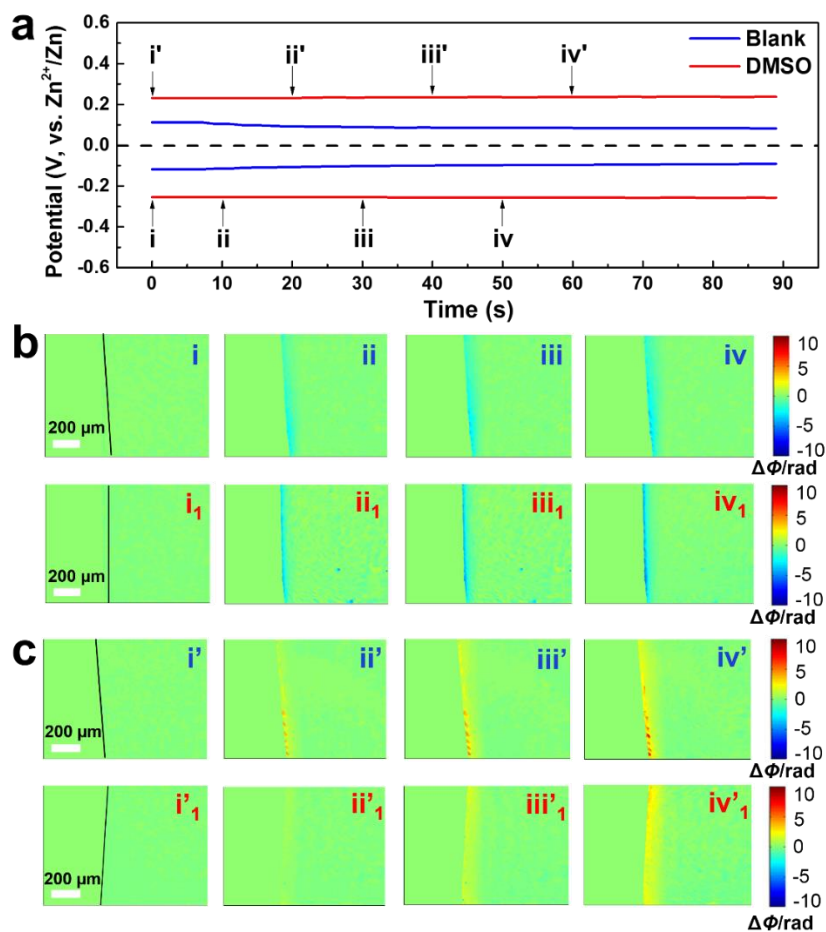 a
Potential (V, vs. Zn²⁺/Zn)
0.6
0.4
0.2
0.0
-0.2
-0.4
-0.6
i' ii' iii' iv'
Blank
DMSO
i ii iii iv
0 10 20 30 40 50 60 70 80 90
Time (s)
b
i ii iii iv
200 μm
10
5
0
-5
-10
ΔΦ/rad
i₁ ii₁ iii₁ iv₁
200 μm
10
5
0
-5
-10
ΔΦ/rad
c
i’ ii’ iii’ iv’
200 μm
10
5
0
-5
-10
ΔΦ/rad
i’₁ ii’₁ iii’₁ iv’₁
200 μm
10
5
0
-5
-10
ΔΦ/rad